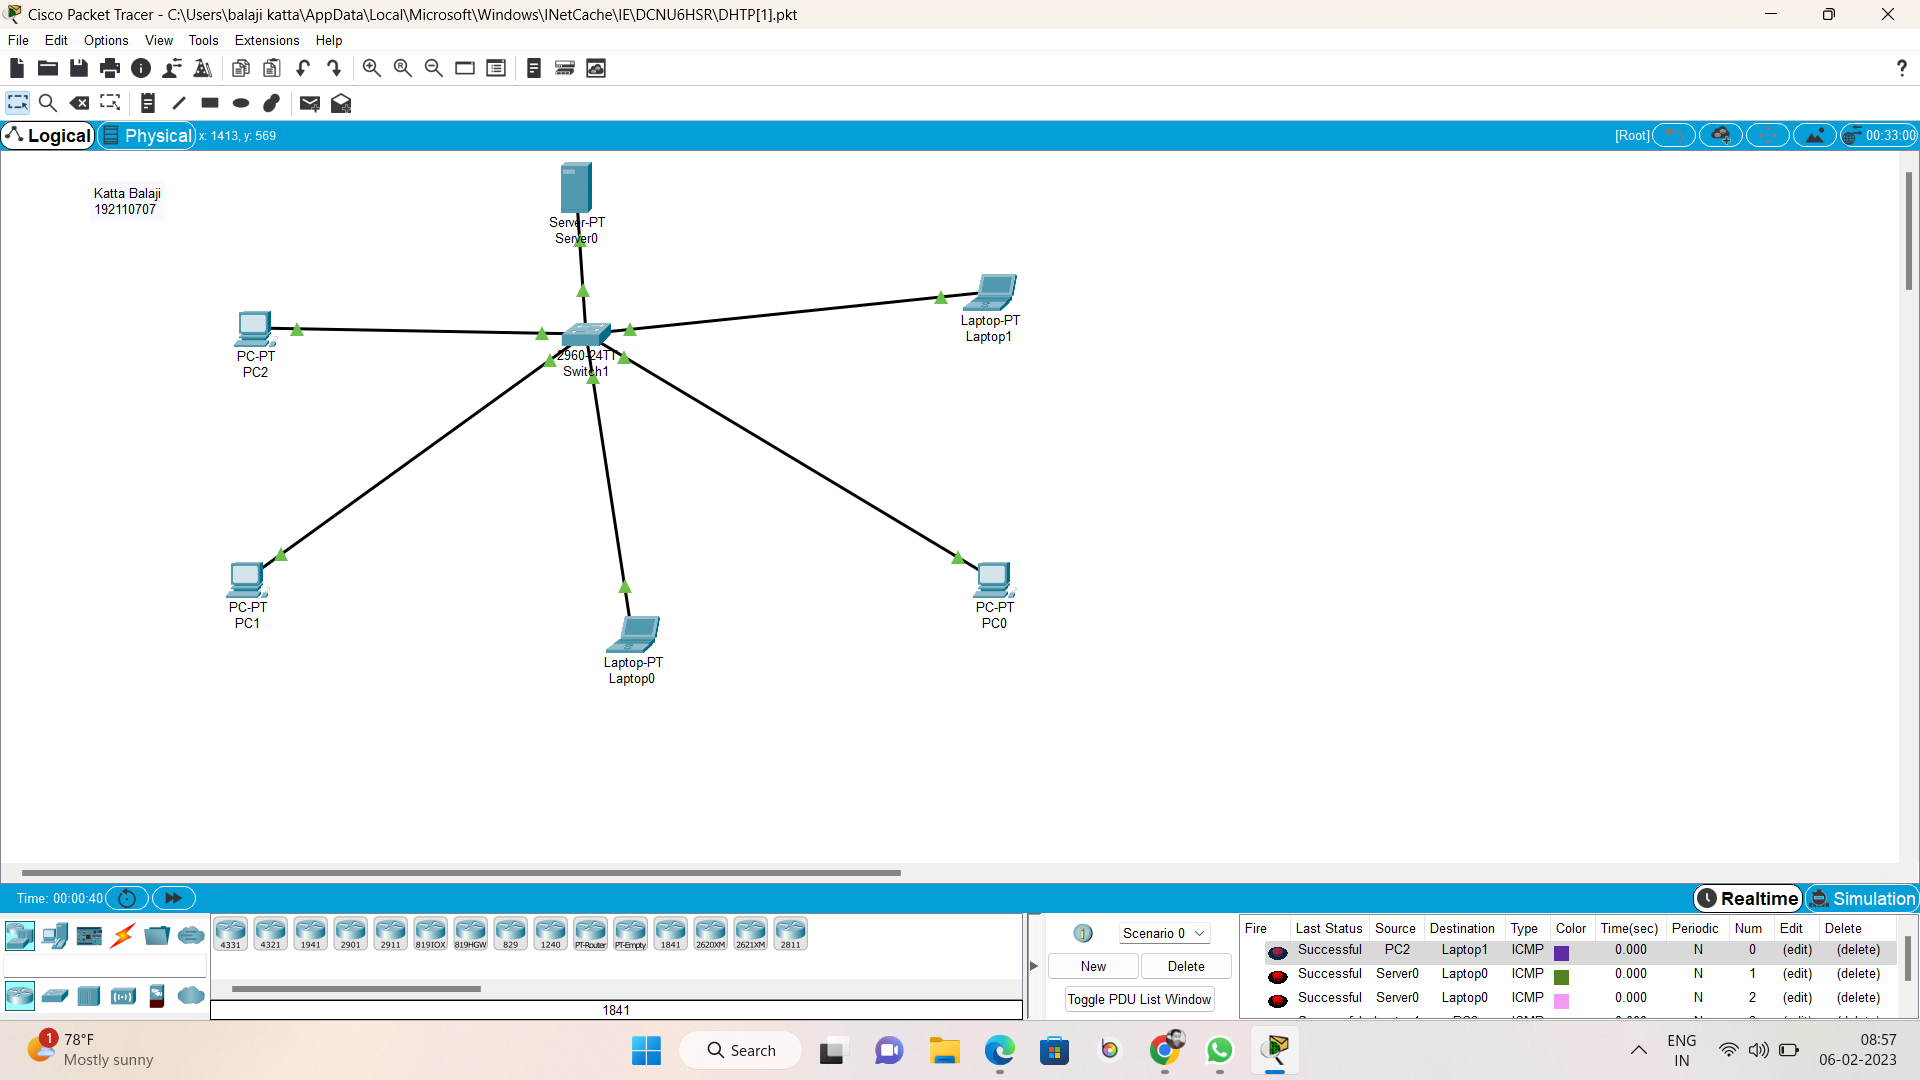 Cisco Packet Tracer - C:\Users\balaji katta\AppData\Local\Microsoft\Windows\INetCache\IE\DCNU6HSR\DHTP[1].pkt
File Edit Options View Tools Extensions Help
?
Logical Physical x: 1413, y: 569 [Root] 00:33:00
Katta Balaji
192110707
Server-PT
Server0
Laptop-PT
Laptop1
PC-PT
PC2
2960-24TT
Switch1
PC-PT
PC1
PC-PT
PC0
Laptop-PT
Laptop0
Time: 00:00:40 Realtime Simulation
4331 4321 1941 2901 2911 819IOX 819HGW 829 1240 PT-Router PT-Empty 1841 2620XM 2621XM 2811
1841
Scenario 0
New Delete
Toggle PDU List Window
Fire Last Status Source Destination Type Color Time(sec) Periodic Num Edit Delete
Successful PC2 Laptop1 ICMP 0.000 N 0 (edit) (delete)
Successful Server0 Laptop0 ICMP 0.000 N 1 (edit) (delete)
Successful Server0 Laptop0 ICMP 0.000 N 2 (edit) (delete)
1
78°F
Mostly sunny
Search
ENG
IN
08:57
06-02-2023